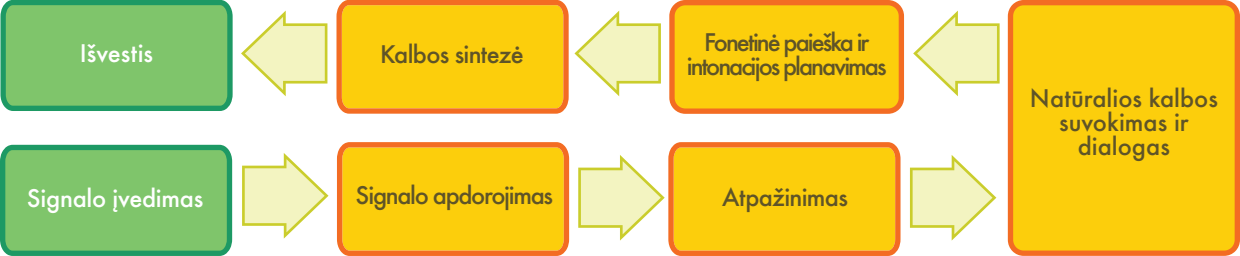 Išvestis
Kalbos sintezė
Fonetinė paieška ir
intonacijos planavimas
Natūralios kalbos
suvokimas ir
dialogas
Signalo įvedimas
Signalo apdorojimas
Atpažinimas